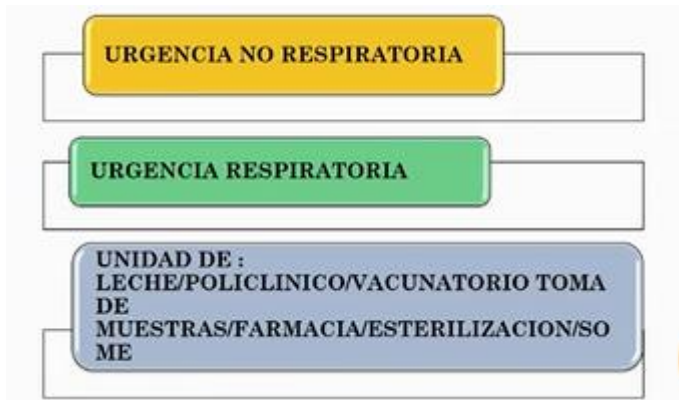 URGENCIA NO RESPIRATORIA
URGENCIA RESPIRATORIA
UNIDAD DE :
LECHE/POLICLINICO/VACUNATORIO TOMA
DE
MUESTRAS/FARMACIA/ESTERILIZACION/SO
ME